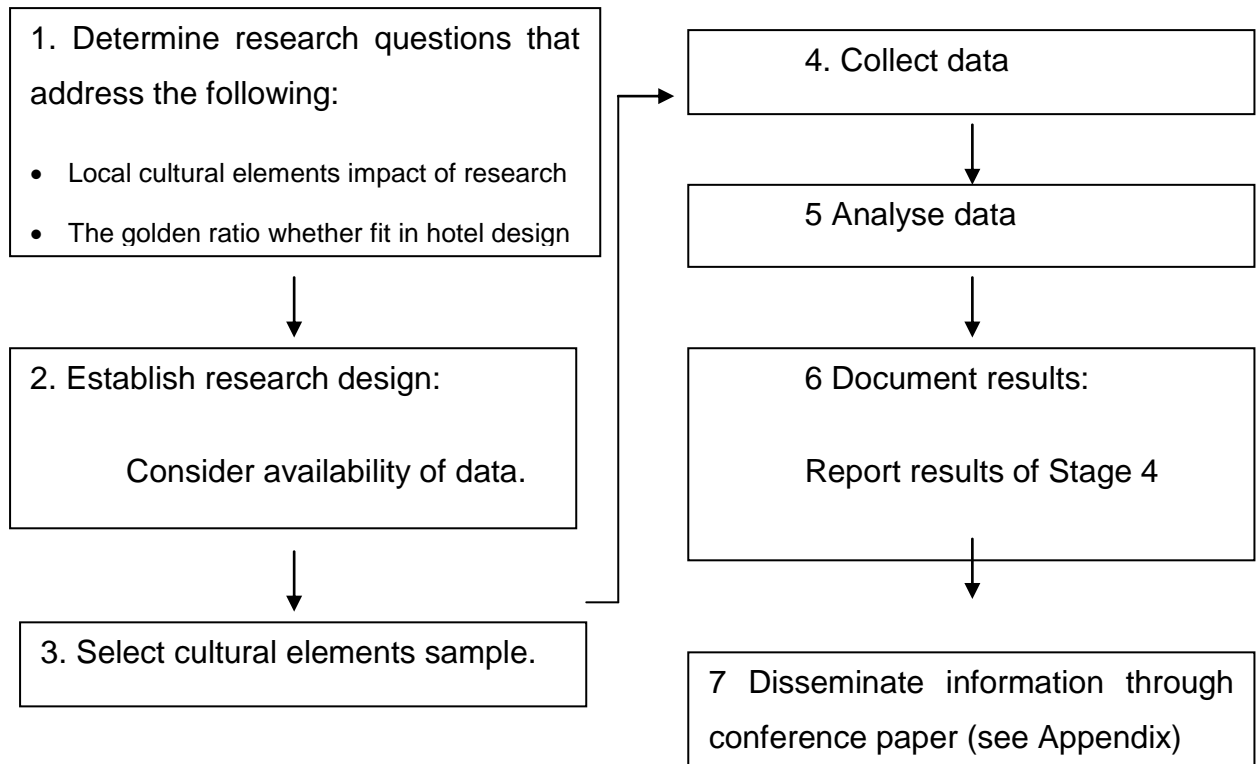 1. Determine research questions that
address the following:
• Local cultural elements impact of research
• The golden ratio whether fit in hotel design
2. Establish research design:
Consider availability of data.
3. Select cultural elements sample.
4. Collect data
5 Analyse data
6 Document results:
Report results of Stage 4
7 Disseminate information through
conference paper (see Appendix)